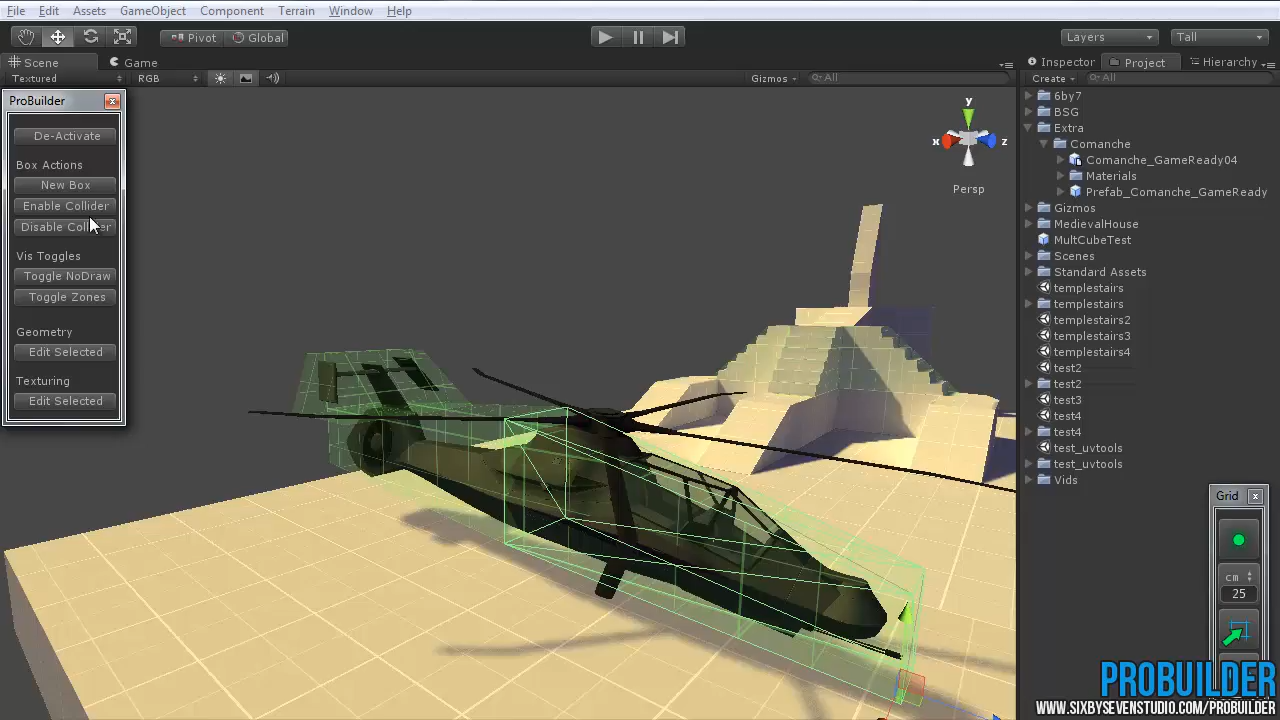 File Edit Assets GameObject Component Terrain Window Help
Pivot Global Layers Tall
Scene Game Inspector Project Hierarchy
Textured RGB Gizmos All Create All
ProBuilder
De-Activate
Box Actions
New Box
Enable Collider
Disable Collider
Vis Toggles
Toggle NoDraw
Toggle Zones
Geometry
Edit Selected
Texturing
Edit Selected
y
x z
Persp
6by7
BSG
Extra
Comanche
Comanche_GameReady04
Materials
Prefab_Comanche_GameReady
Gizmos
MedievalHouse
MultCubeTest
Scenes
Standard Assets
templestairs
templestairs
templestairs2
templestairs3
templestairs4
test2
test2
test3
test4
test4
test_uvtools
test_uvtools
Vids
Grid
cm
25
PROBUILDER
WWW.SIXBYSEVENSTUDIO.COM/PROBUILDER